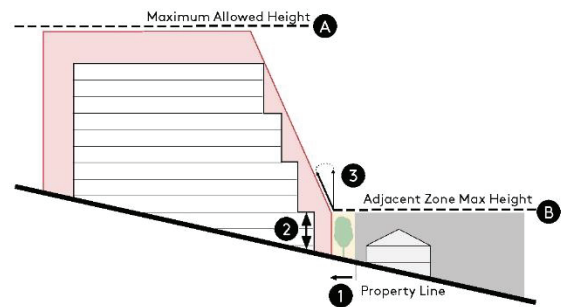 Maximum Allowed Height
A
3
Adjacent Zone Max Height
B
2
1
Property Line